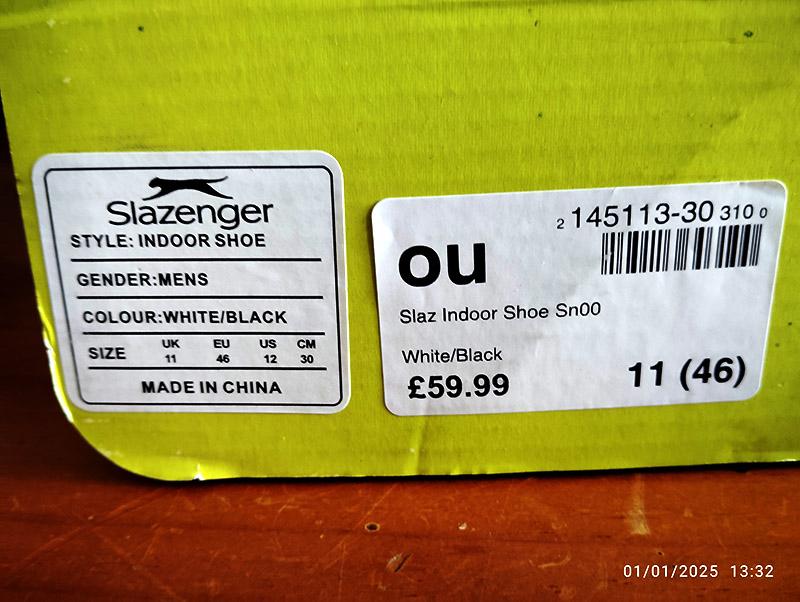 Slazenger
STYLE: INDOOR SHOE
GENDER:MENS
COLOUR:WHITE/BLACK
SIZE UK EU US CM
11 46 12 30
MADE IN CHINA
2 145113-30 310 0
ou
Slaz Indoor Shoe Sn00
White/Black
£59.99
11 (46)
01/01/2025 13:32